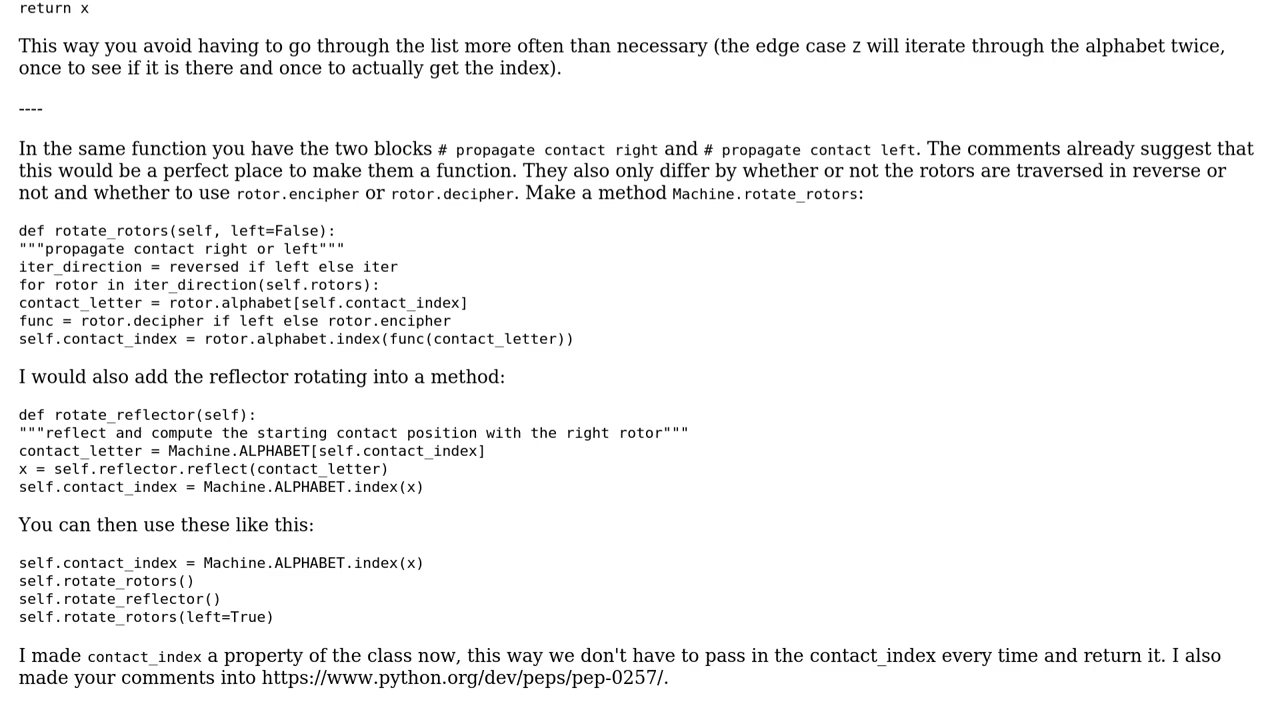 return x
This way you avoid having to go through the list more often than necessary (the edge case Z will iterate through the alphabet twice,
once to see if it is there and once to actually get the index).
----
In the same function you have the two blocks # propagate contact right and # propagate contact left. The comments already suggest that
this would be a perfect place to make them a function. They also only differ by whether or not the rotors are traversed in reverse or
not and whether to use rotor.encipher or rotor.decipher. Make a method Machine.rotate_rotors:
def rotate_rotors(self, left=False):
"""propagate contact right or left"""
iter_direction = reversed if left else iter
for rotor in iter_direction(self.rotors):
contact_letter = rotor.alphabet[self.contact_index]
func = rotor.decipher if left else rotor.encipher
self.contact_index = rotor.alphabet.index(func(contact_letter))
I would also add the reflector rotating into a method:
def rotate_reflector(self):
"""reflect and compute the starting contact position with the right rotor"""
contact_letter = Machine.ALPHABET[self.contact_index]
x = self.reflector.reflect(contact_letter)
self.contact_index = Machine.ALPHABET.index(x)
You can then use these like this:
self.contact_index = Machine.ALPHABET.index(x)
self.rotate_rotors()
self.rotate_reflector()
self.rotate_rotors(left=True)
I made contact_index a property of the class now, this way we don't have to pass in the contact_index every time and return it. I also
made your comments into https://www.python.org/dev/peps/pep-0257/.